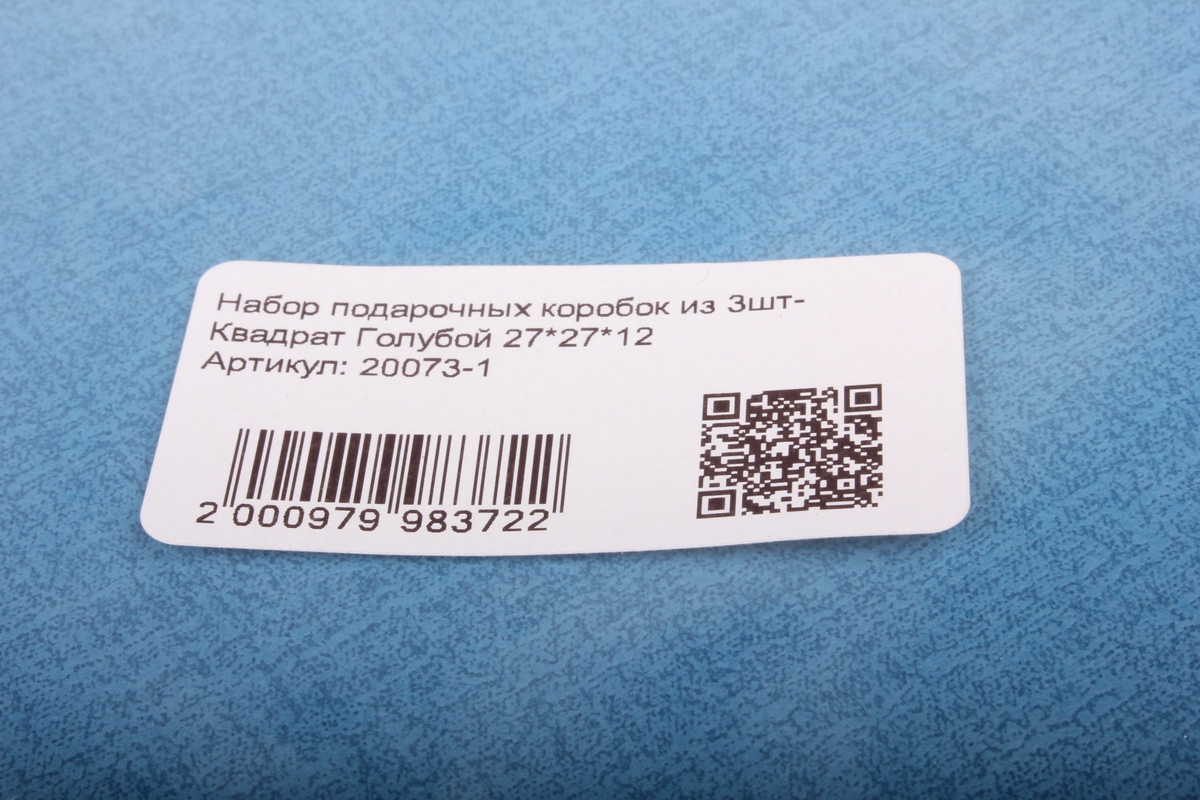 Набор подарочных коробок из 3шт-
Квадрат Голубой 27*27*12
Артикул: 20073-1
2 000979 983722